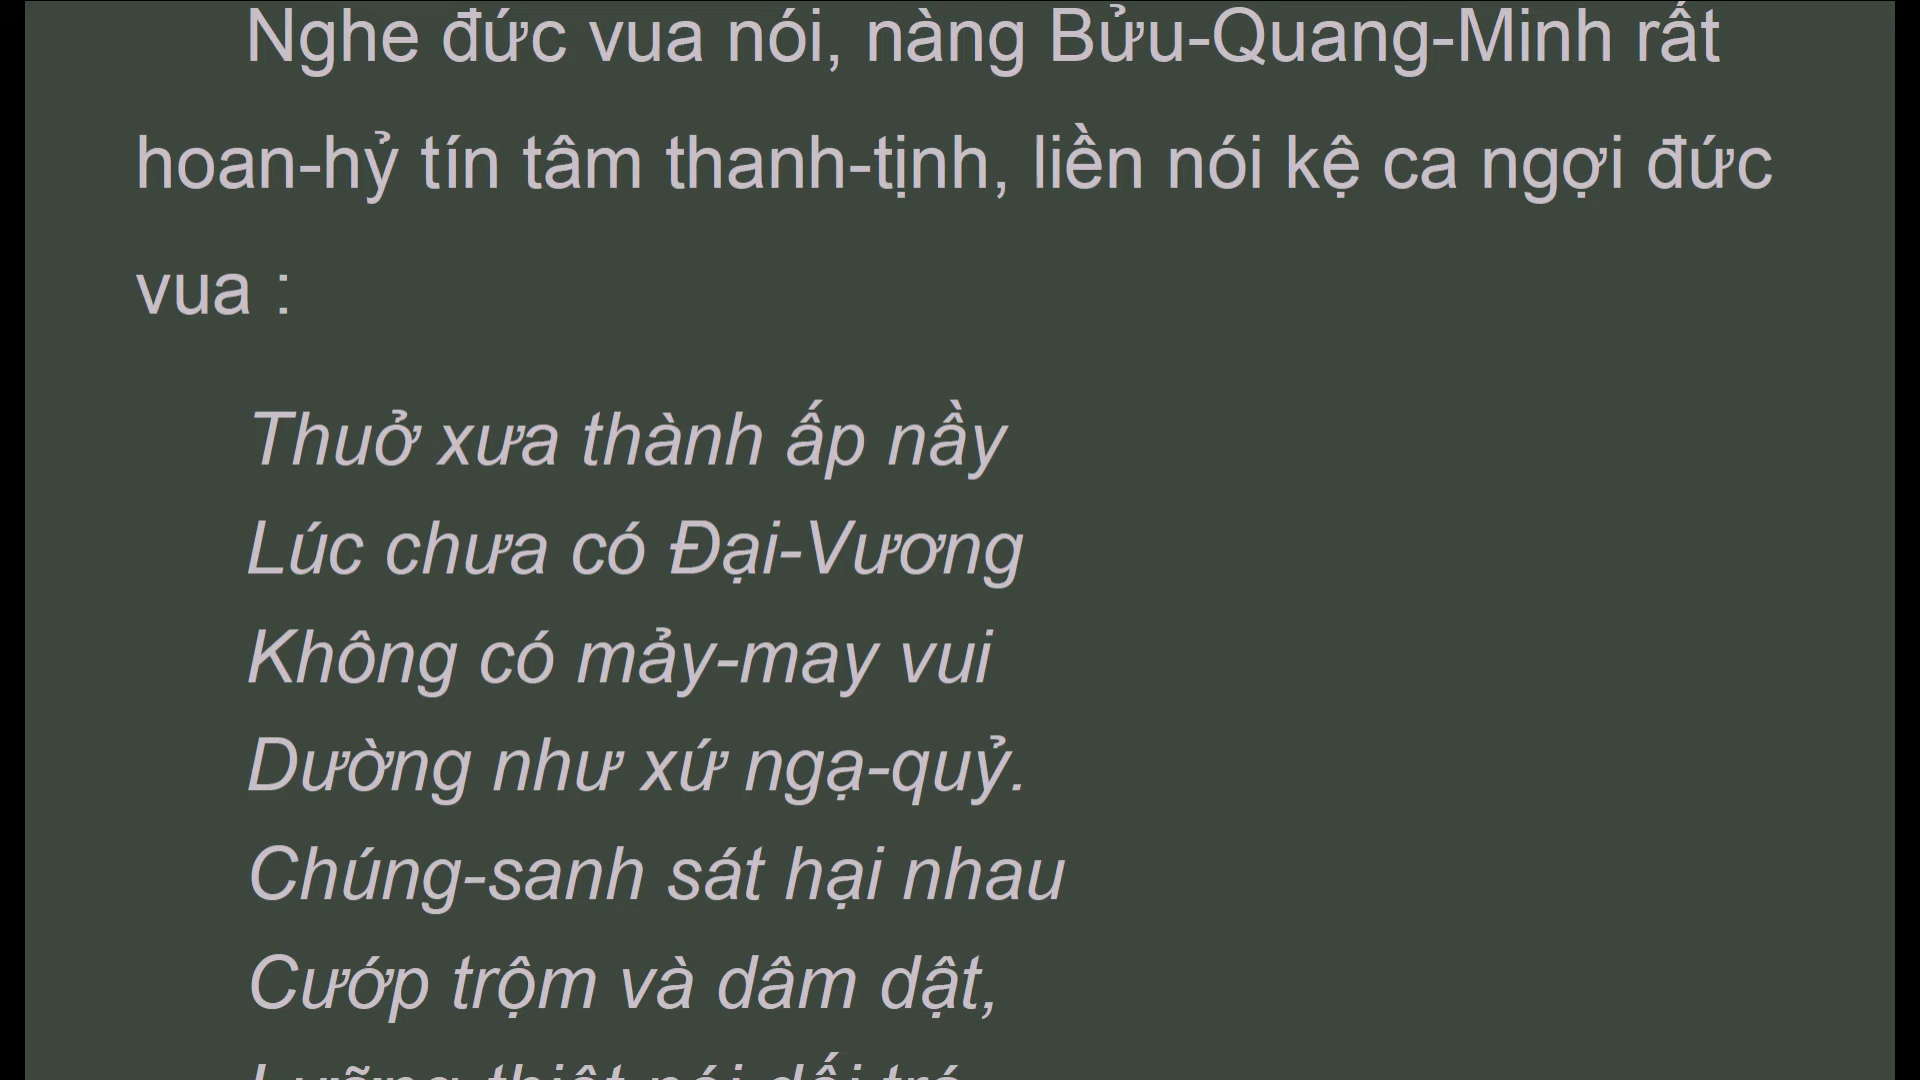 Nghe đức vua nói, nàng Bửu-Quang-Minh rất
hoan-hỷ tín tâm thanh-tịnh, liền nói kệ ca ngợi đức
vua :
Thuở xưa thành ấp nầy
Lúc chưa có Đại-Vương
Không có mảy-may vui
Dường như xứ ngạ-quỷ.
Chúng-sanh sát hại nhau
Cướp trộm và dâm dật,